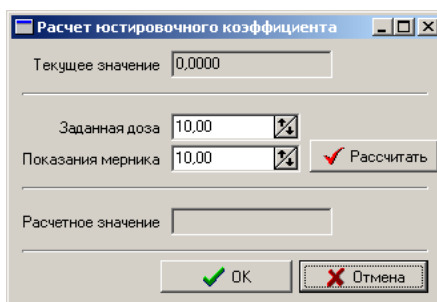 Расчет юстировочного коэффициента
Текущее значение 0,0000
Заданная доза 10,00
Показания мерника 10,00 Рассчитать
Расчетное значение
OK Отмена